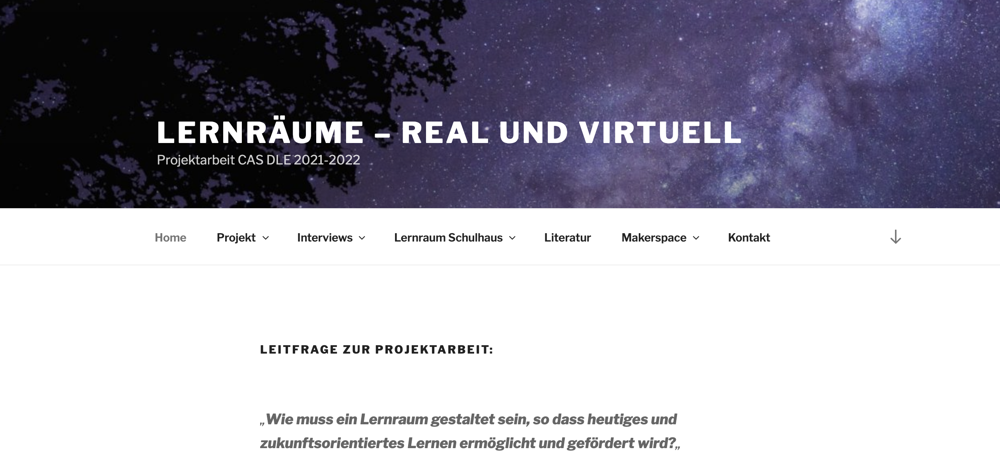 LERNRÄUME – REAL UND VIRTUELL
Projektarbeit CAS DLE 2021-2022
Home Projekt Interviews Lernraum Schulhaus Literatur Makerspace Kontakt
LEITFRAGE ZUR PROJEKTARBEIT:
„Wie muss ein Lernraum gestaltet sein, so dass heutiges und
zukunftsorientiertes Lernen ermöglicht und gefördert wird?„